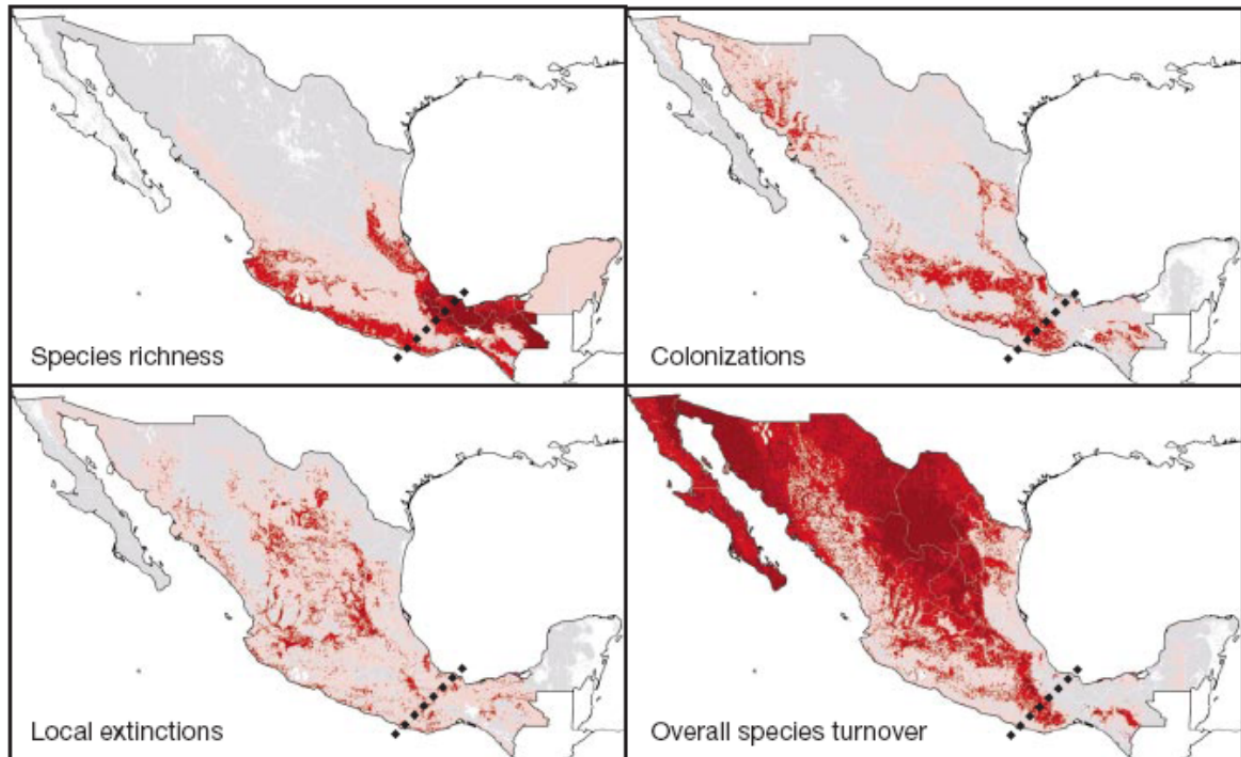 Species richness
Colonizations
Local extinctions
Overall species turnover